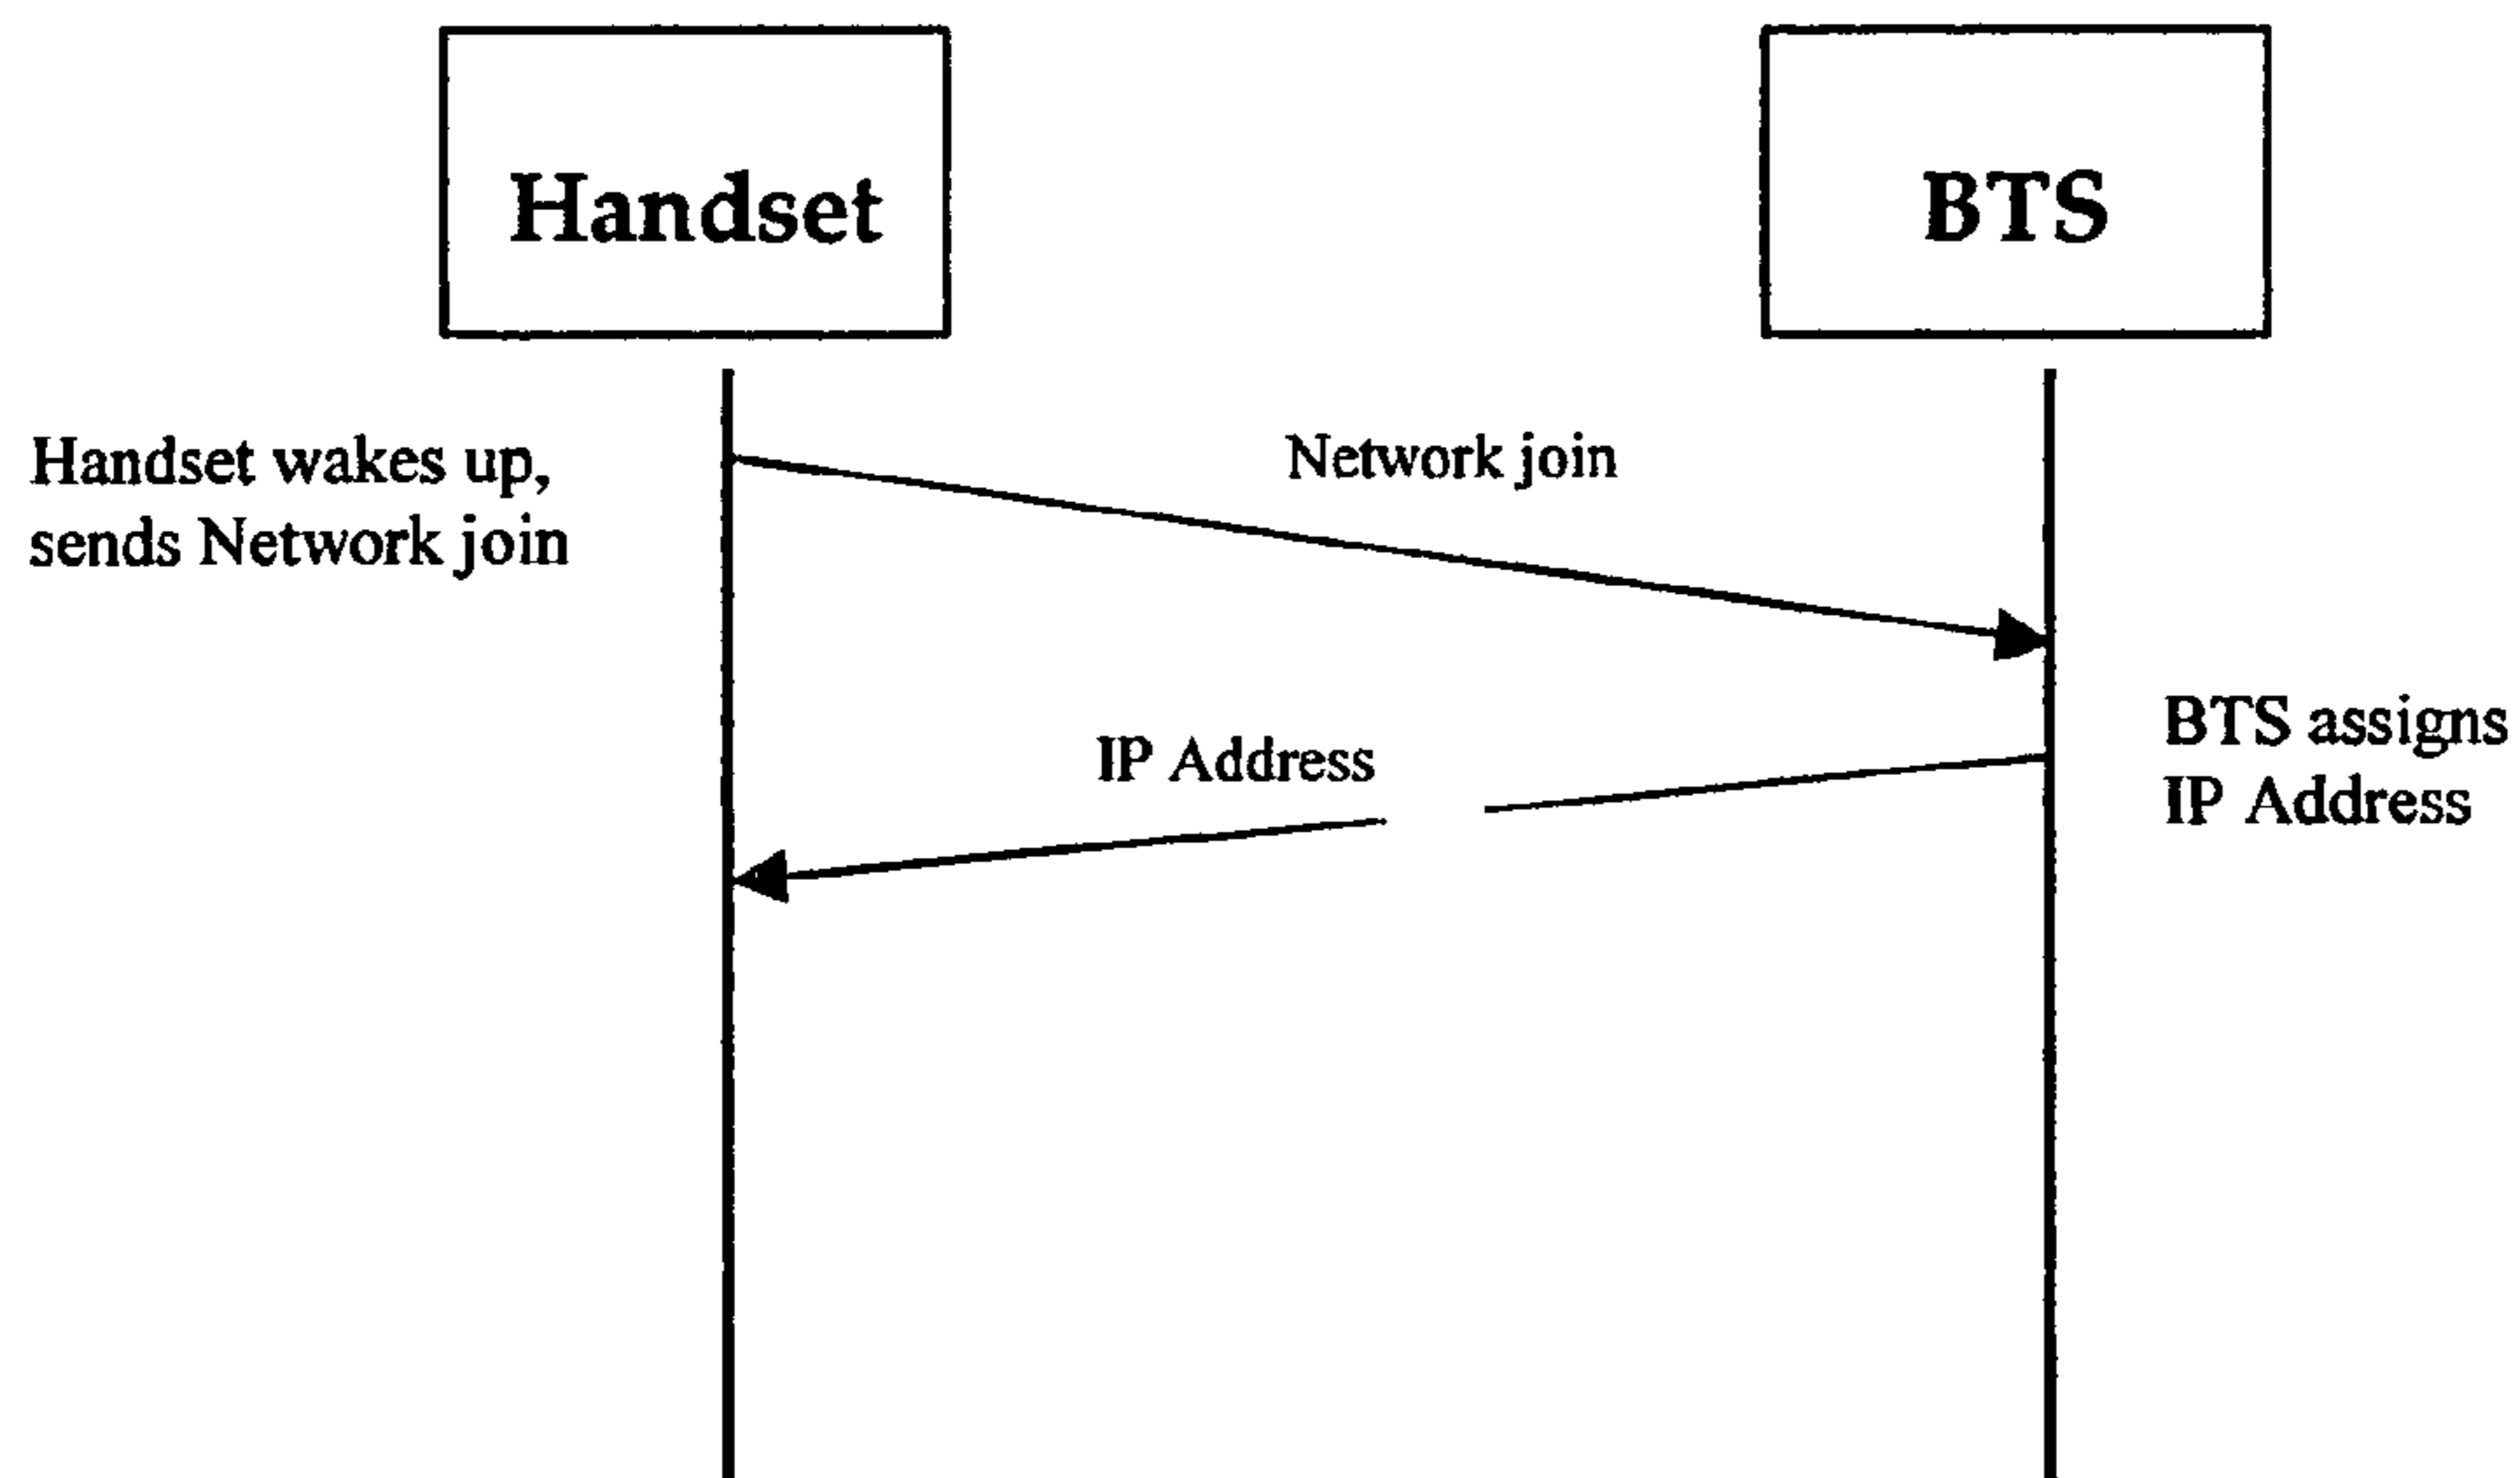 Handset
BTS
Handset wakes up,
sends Network join
Network join
IP Address
BTS assigns
IP Address